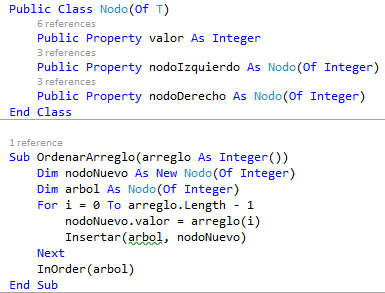 Public Class Nodo(Of T)
6 references
Public Property valor As Integer
3 references
Public Property nodoIzquierdo As Nodo(Of Integer)
3 references
Public Property nodoDerecho As Nodo(Of Integer)
End Class
1 reference
Sub OrdenarArreglo(arreglo As Integer())
Dim nodoNuevo As New Nodo(Of Integer)
Dim arbol As Nodo(Of Integer)
For i = 0 To arreglo.Length - 1
nodoNuevo.valor = arreglo(i)
Insertar(arbol, nodoNuevo)
Next
InOrder(arbol)
End Sub